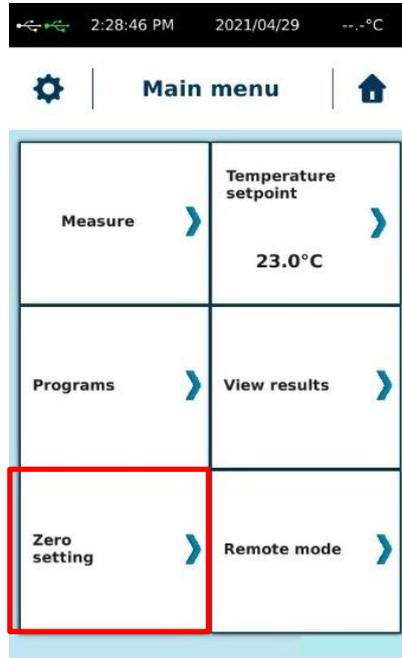 2:28:46 PM 2021/04/29 --.-°C
Main menu
Measure
Temperature
setpoint
23.0°C
Programs
View results
Zero
setting
Remote mode